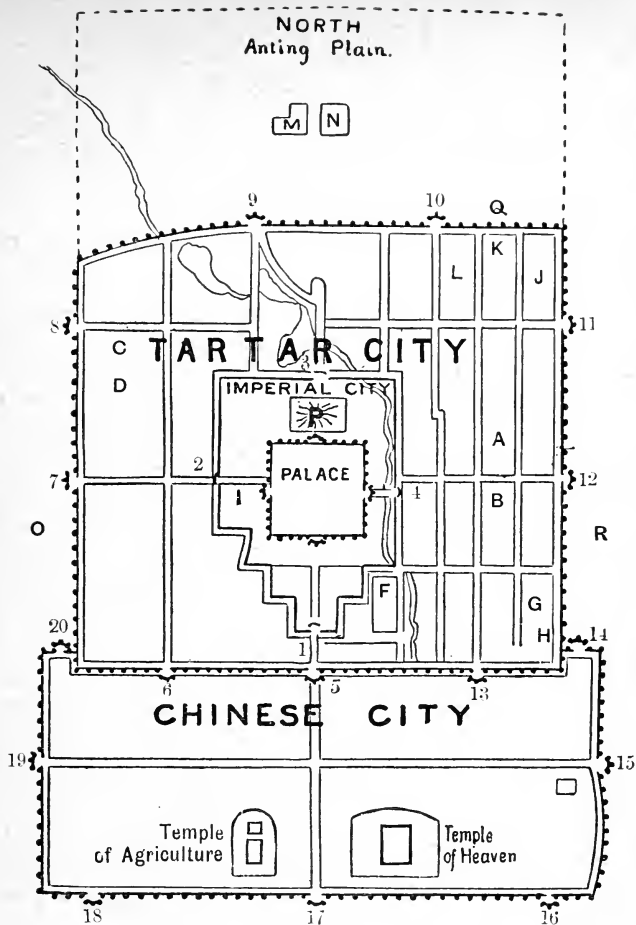 NORTH
Anting Plain.
M N
9 10 Q
K
L J
8 11
C TARTAR CITY
D
3
IMPERIAL CITY
P
A
PALACE
2
7 12
I 4
B
O R
F
G
H
20 14
1
6 5 13
CHINESE CITY
19 15
Temple
of Agriculture
Temple
of Heaven
18 17 16